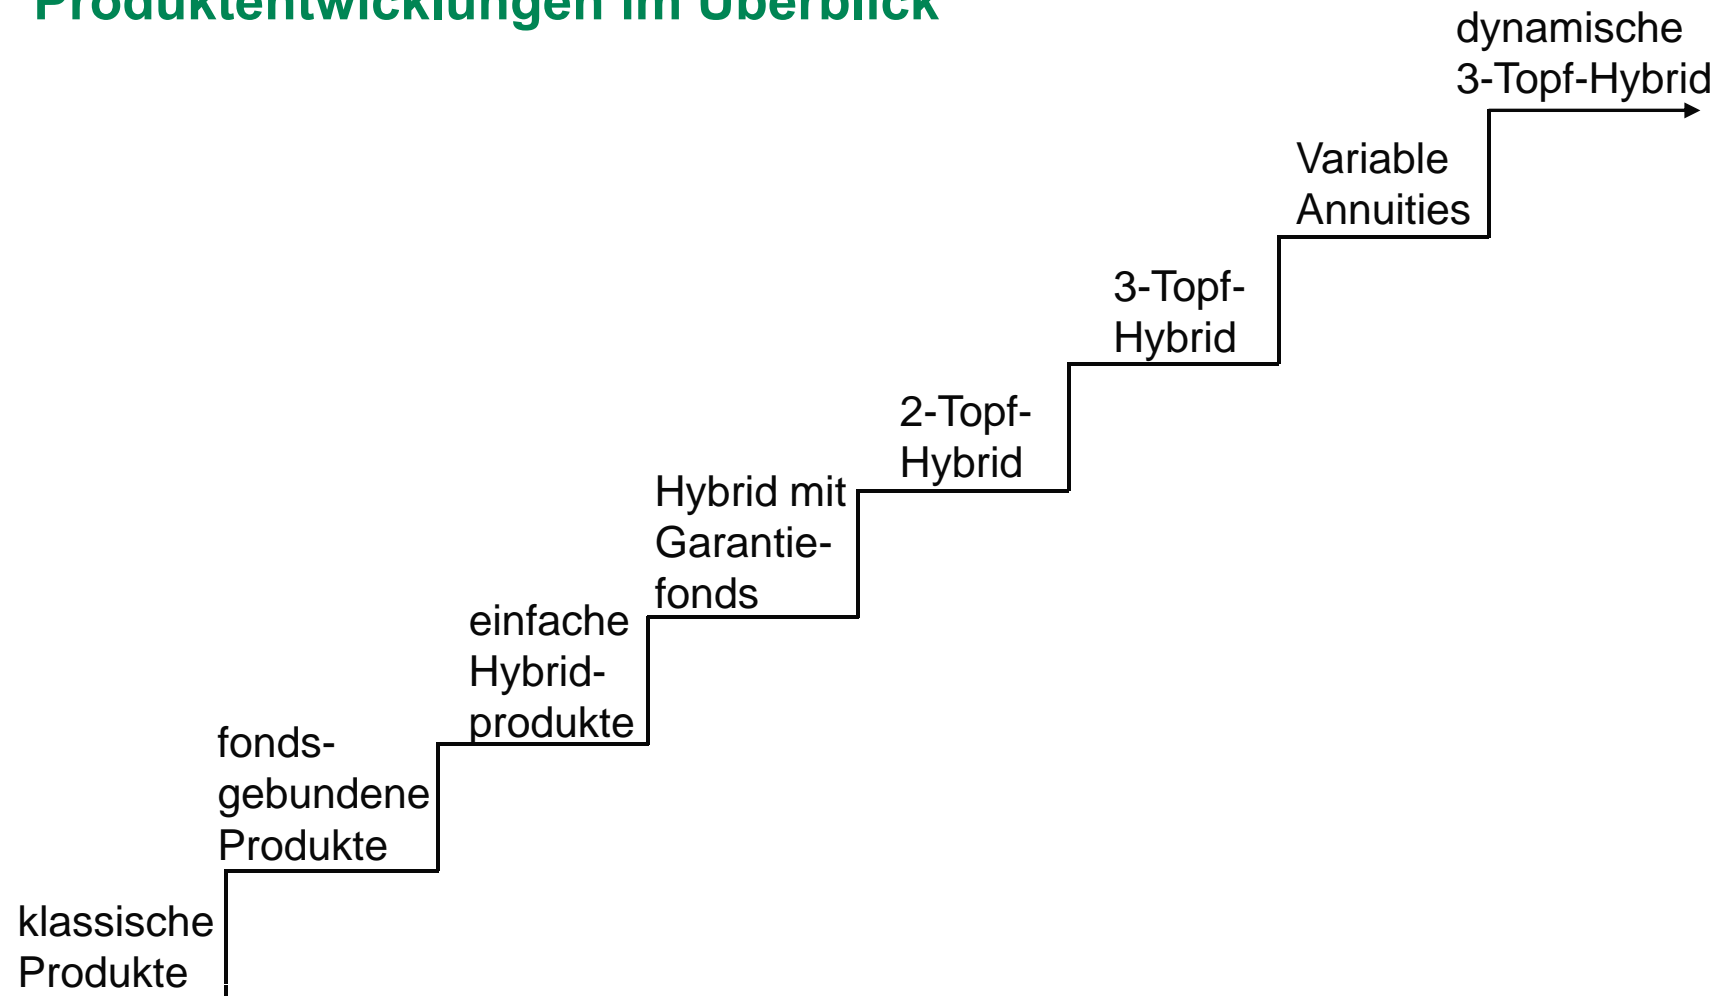 Produktentwicklungen im Überblick
dynamische
3-Topf-Hybrid
Variable
Annuities
3-Topf-
Hybrid
2-Topf-
Hybrid
Hybrid mit
Garantie-
fonds
einfache
Hybrid-
produkte
fonds-
gebundene
Produkte
klassische
Produkte